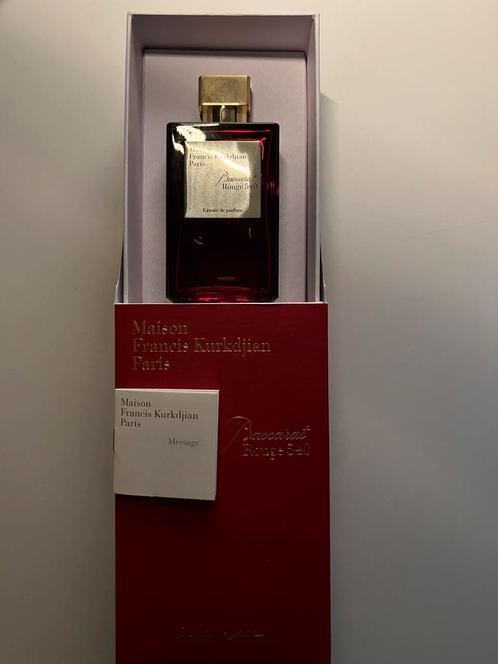 Maison
Francis Kurkdjian
Paris
Baccarat
Rouge 540
Extrait de parfum
Maison
Francis Kurkdjian
Paris
Maison
Francis Kurkdjian
Paris
Message...
Baccarat
Rouge 540